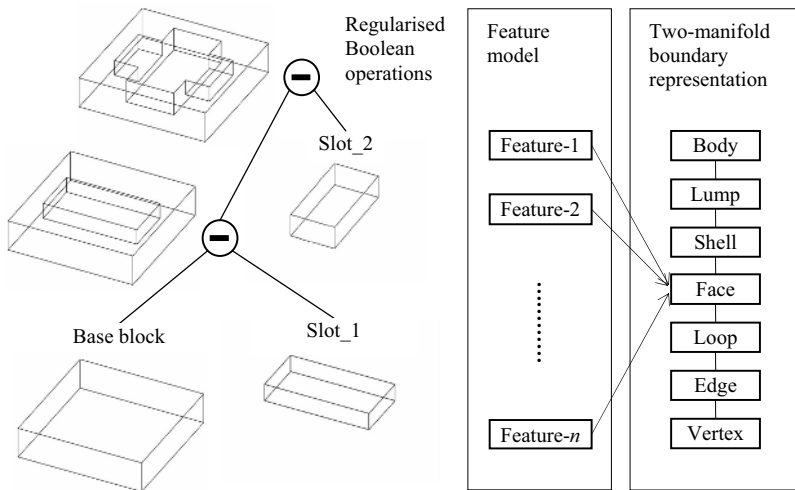 Regularised
Boolean
operations
Slot_2
Base block
Slot_1
Feature
model
Feature-1
Feature-2
Feature-n
Two-manifold
boundary
representation
Body
Lump
Shell
Face
Loop
Edge
Vertex